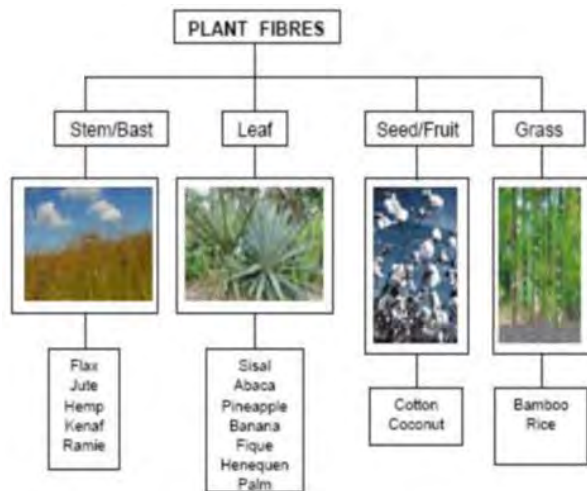 PLANT FIBRES
Stem/Bast
Leaf
Seed/Fruit
Grass
Flax
Jute
Hemp
Kenaf
Ramie
Sisal
Abaca
Pineapple
Banana
Fique
Henequen
Palm
Cotton
Coconut
Bamboo
Rice